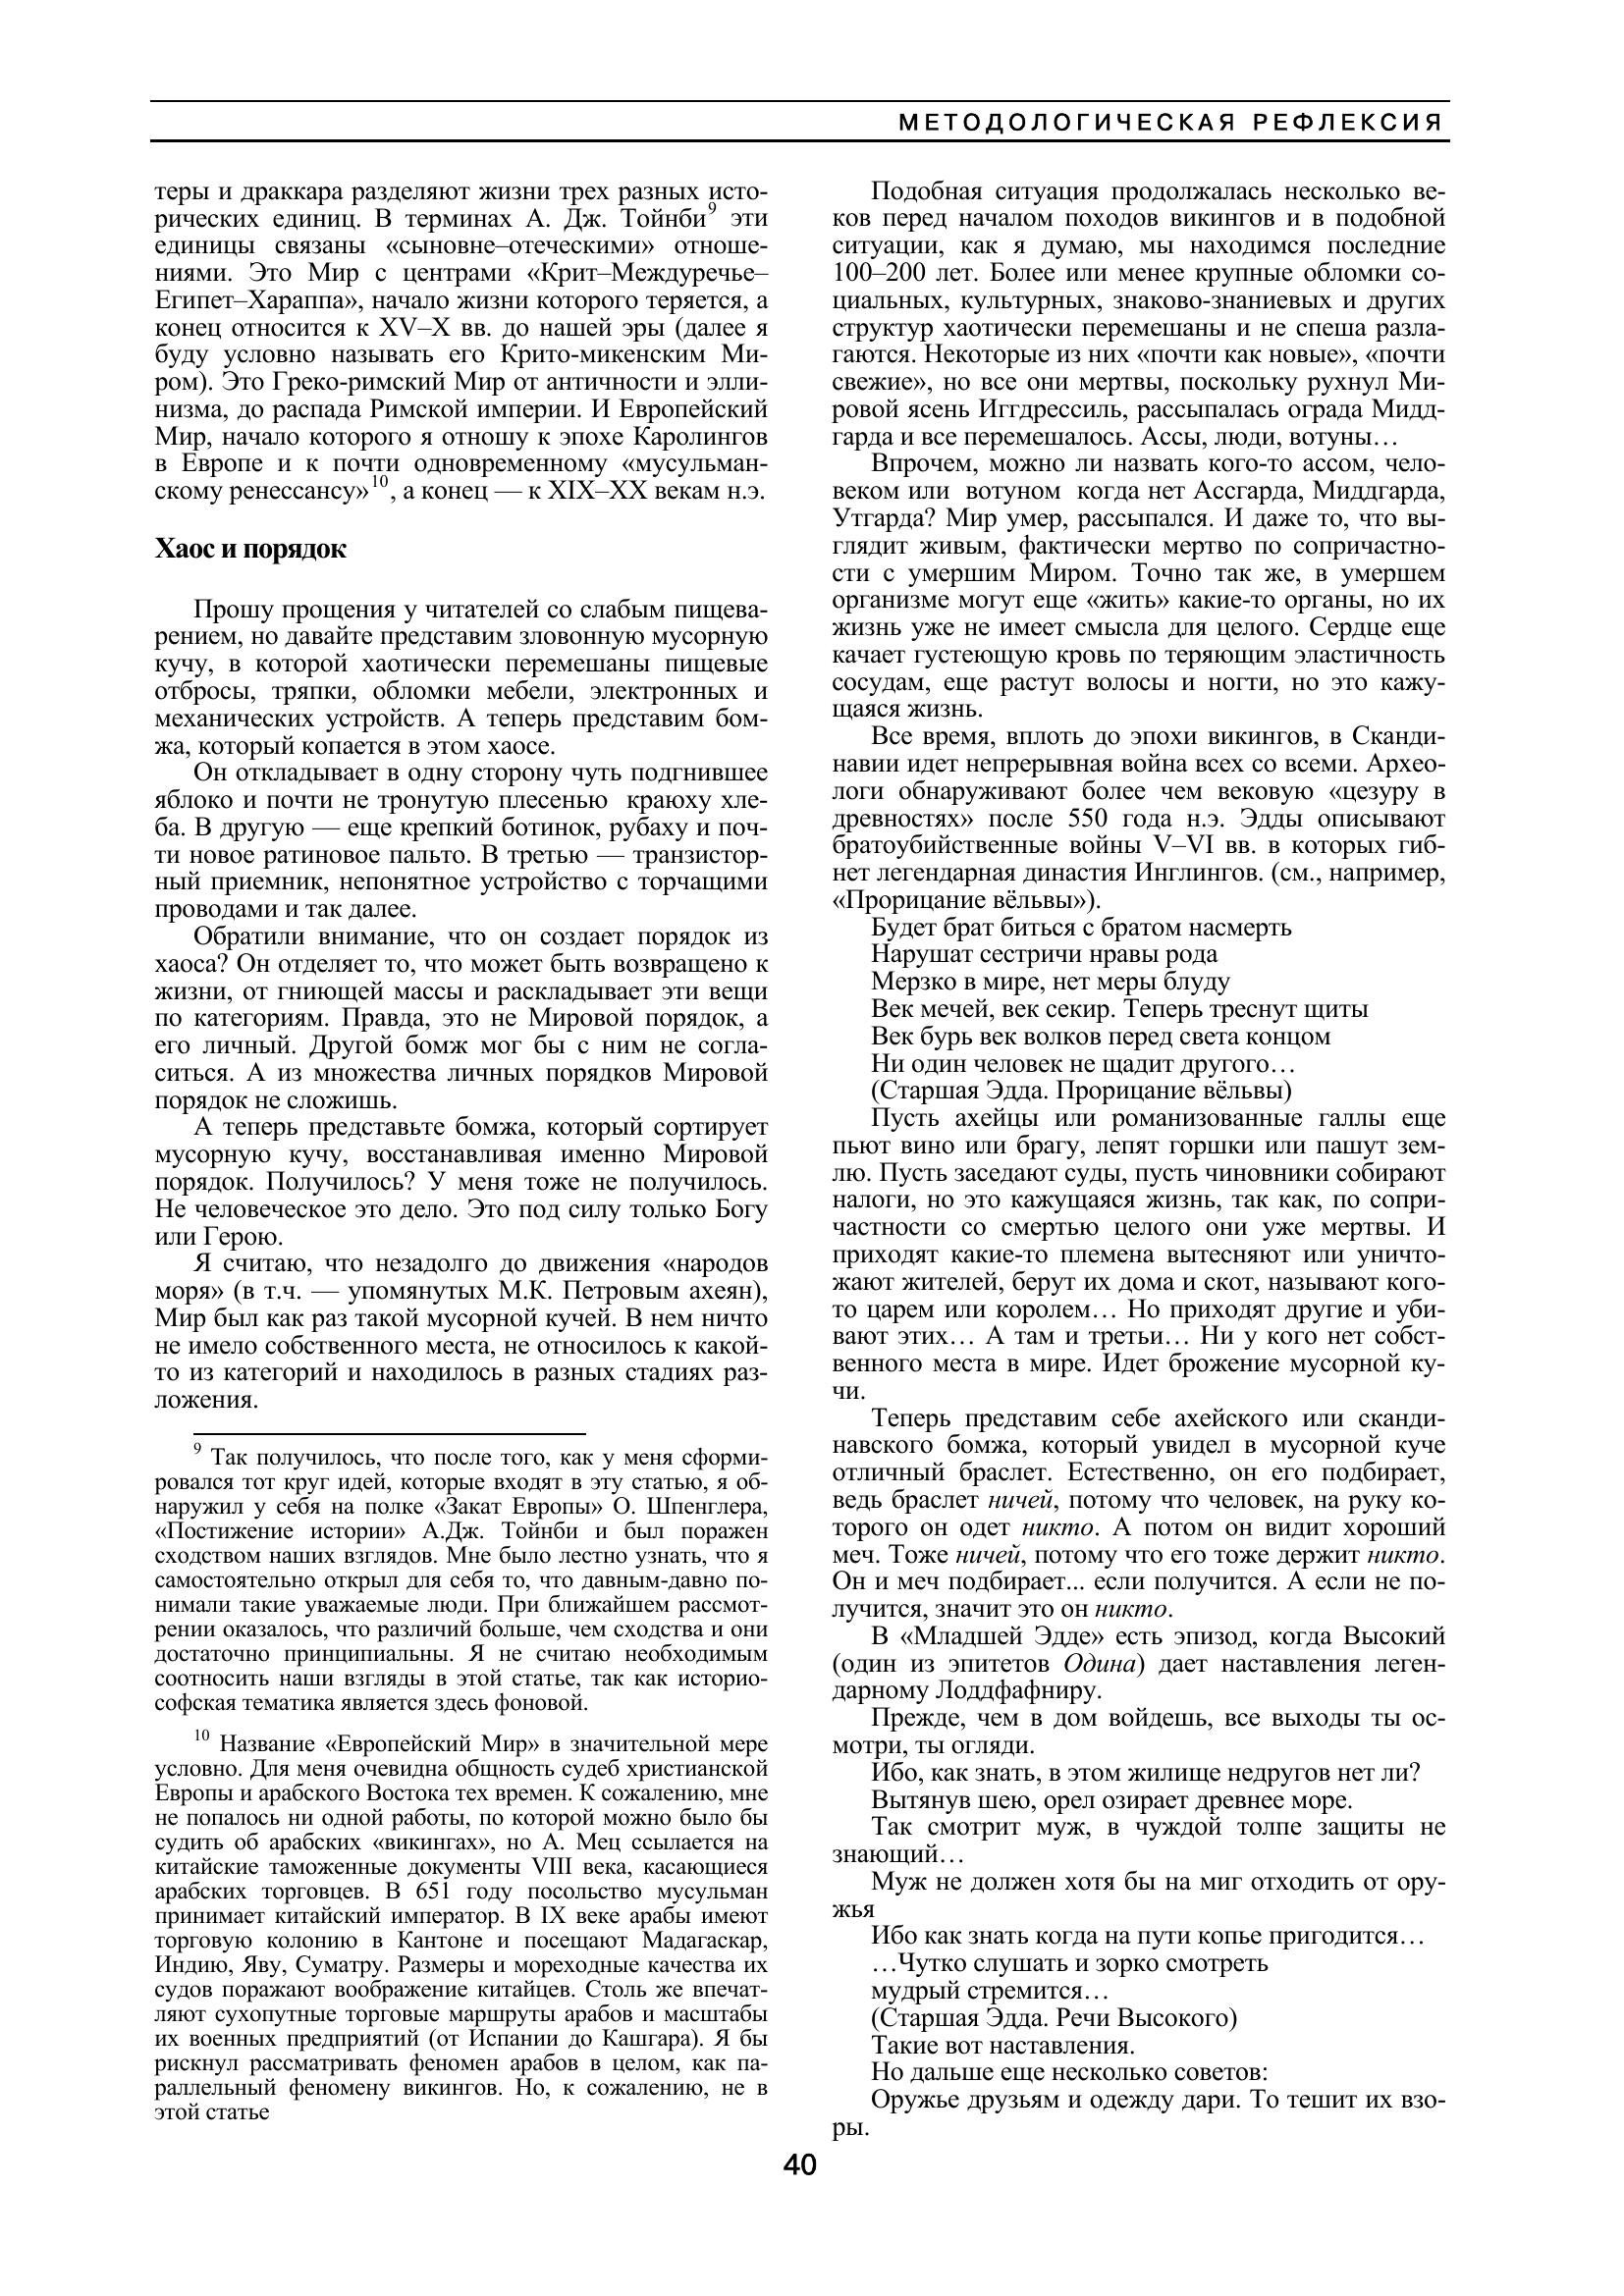 МЕТОДОЛОГИЧЕСКАЯ РЕФЛЕКСИЯ
теры и драккара разделяют жизни трех разных исто-
рических единиц. В терминах А. Дж. Тойнби9 эти
единицы связаны «сыновне–отеческими» отноше-
ниями. Это Мир с центрами «Крит–Междуречье–
Египет–Хараппа», начало жизни которого теряется, а
конец относится к XV–X вв. до нашей эры (далее я
буду условно называть его Крито-микенским Ми-
ром). Это Греко-римский Мир от античности и элли-
низма, до распада Римской империи. И Европейский
Мир, начало которого я отношу к эпохе Каролингов
в Европе и к почти одновременному «мусульман-
скому ренессансу»10, а конец — к XIX–XX векам н.э.
Хаос и порядок
Прошу прощения у читателей со слабым пищева-
рением, но давайте представим зловонную мусорную
кучу, в которой хаотически перемешаны пищевые
отбросы, тряпки, обломки мебели, электронных и
механических устройств. А теперь представим бом-
жа, который копается в этом хаосе.
Он откладывает в одну сторону чуть подгнившее
яблоко и почти не тронутую плесенью краюху хле-
ба. В другую — еще крепкий ботинок, рубаху и поч-
ти новое ратиновое пальто. В третью — транзистор-
ный приемник, непонятное устройство с торчащими
проводами и так далее.
Обратили внимание, что он создает порядок из
хаоса? Он отделяет то, что может быть возвращено к
жизни, от гниющей массы и раскладывает эти вещи
по категориям. Правда, это не Мировой порядок, а
его личный. Другой бомж мог бы с ним не согла-
ситься. А из множества личных порядков Мировой
порядок не сложишь.
А теперь представьте бомжа, который сортирует
мусорную кучу, восстанавливая именно Мировой
порядок. Получилось? У меня тоже не получилось.
Не человеческое это дело. Это под силу только Богу
или Герою.
Я считаю, что незадолго до движения «народов
моря» (в т.ч. — упомянутых М.К. Петровым ахеян),
Мир был как раз такой мусорной кучей. В нем ничто
не имело собственного места, не относилось к какой-
то из категорий и находилось в разных стадиях раз-
ложения.
9 Так получилось, что после того, как у меня сформи-
ровался тот круг идей, которые входят в эту статью, я об-
наружил у себя на полке «Закат Европы» О. Шпенглера,
«Постижение истории» А.Дж. Тойнби и был поражен
сходством наших взглядов. Мне было лестно узнать, что я
самостоятельно открыл для себя то, что давным-давно по-
нимали такие уважаемые люди. При ближайшем рассмот-
рении оказалось, что различий больше, чем сходства и они
достаточно принципиальны. Я не считаю необходимым
соотносить наши взгляды в этой статье, так как историо-
софская тематика является здесь фоновой.
10 Название «Европейский Мир» в значительной мере
условно. Для меня очевидна общность судеб христианской
Европы и арабского Востока тех времен. К сожалению, мне
не попалось ни одной работы, по которой можно было бы
судить об арабских «викингах», но А. Мец ссылается на
китайские таможенные документы VIII века, касающиеся
арабских торговцев. В 651 году посольство мусульман
принимает китайский император. В IX веке арабы имеют
торговую колонию в Кантоне и посещают Мадагаскар,
Индию, Яву, Суматру. Размеры и мореходные качества их
судов поражают воображение китайцев. Столь же впечат-
ляют сухопутные торговые маршруты арабов и масштабы
их военных предприятий (от Испании до Кашгара). Я бы
рискнул рассматривать феномен арабов в целом, как па-
раллельный феномену викингов. Но, к сожалению, не в
этой статье
Подобная ситуация продолжалась несколько ве-
ков перед началом походов викингов и в подобной
ситуации, как я думаю, мы находимся последние
100–200 лет. Более или менее крупные обломки со-
циальных, культурных, знаково-знаниевых и других
структур хаотически перемешаны и не спеша разла-
гаются. Некоторые из них «почти как новые», «почти
свежие», но все они мертвы, поскольку рухнул Ми-
ровой ясень Иггдрессиль, рассыпалась ограда Мидд-
гарда и все перемешалось. Ассы, люди, вотуны…
Впрочем, можно ли назвать кого-то ассом, чело-
веком или вотуном когда нет Ассгарда, Миддгарда,
Утгарда? Мир умер, рассыпался. И даже то, что вы-
глядит живым, фактически мертво по сопричастно-
сти с умершим Миром. Точно так же, в умершем
организме могут еще «жить» какие-то органы, но их
жизнь уже не имеет смысла для целого. Сердце еще
качает густеющую кровь по теряющим эластичность
сосудам, еще растут волосы и ногти, но это кажу-
щаяся жизнь.
Все время, вплоть до эпохи викингов, в Сканди-
навии идет непрерывная война всех со всеми. Архео-
логи обнаруживают более чем вековую «цезуру в
древностях» после 550 года н.э. Эдды описывают
братоубийственные войны V–VI вв. в которых гиб-
нет легендарная династия Инглингов. (см., например,
«Прорицание вёльвы»).
Будет брат биться с братом насмерть
Нарушат сестричи нравы рода
Мерзко в мире, нет меры блуду
Век мечей, век секир. Теперь треснут щиты
Век бурь век волков перед света концом
Ни один человек не щадит другого…
(Старшая Эдда. Прорицание вёльвы)
Пусть ахейцы или романизованные галлы еще
пьют вино или брагу, лепят горшки или пашут зем-
лю. Пусть заседают суды, пусть чиновники собирают
налоги, но это кажущаяся жизнь, так как, по сопри-
частности со смертью целого они уже мертвы. И
приходят какие-то племена вытесняют или уничто-
жают жителей, берут их дома и скот, называют кого-
то царем или королем… Но приходят другие и уби-
вают этих… А там и третьи… Ни у кого нет собст-
венного места в мире. Идет брожение мусорной ку-
чи.
Теперь представим себе ахейского или сканди-
навского бомжа, который увидел в мусорной куче
отличный браслет. Естественно, он его подбирает,
ведь браслет ничей, потому что человек, на руку ко-
торого он одет никто. А потом он видит хороший
меч. Тоже ничей, потому что его тоже держит никто.
Он и меч подбирает... если получится. А если не по-
лучится, значит это он никто.
В «Младшей Эдде» есть эпизод, когда Высокий
(один из эпитетов Одина) дает наставления леген-
дарному Лоддфафниру.
Прежде, чем в дом войдешь, все выходы ты ос-
мотри, ты огляди.
Ибо, как знать, в этом жилище недругов нет ли?
Вытянув шею, орел озирает древнее море.
Так смотрит муж, в чуждой толпе защиты не
знающий…
Муж не должен хотя бы на миг отходить от ору-
жья
Ибо как знать когда на пути копье пригодится…
…Чутко слушать и зорко смотреть
мудрый стремится…
(Старшая Эдда. Речи Высокого)
Такие вот наставления.
Но дальше еще несколько советов:
Оружье друзьям и одежду дари. То тешит их взо-
ры.
40